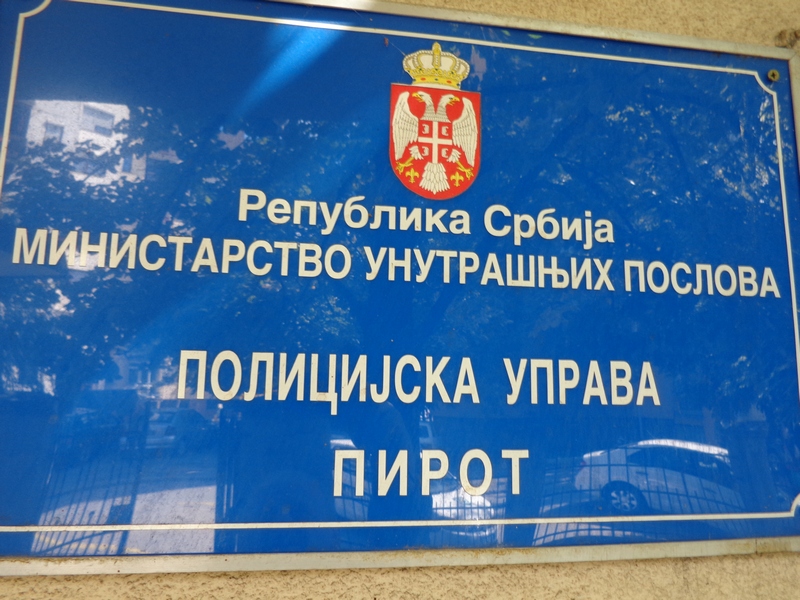 Република Србија
МИНИСТАРСТВО УНУТРАШЊИХ ПОСЛОВА
ПОЛИЦИЈСКА УПРАВА
ПИРОТ